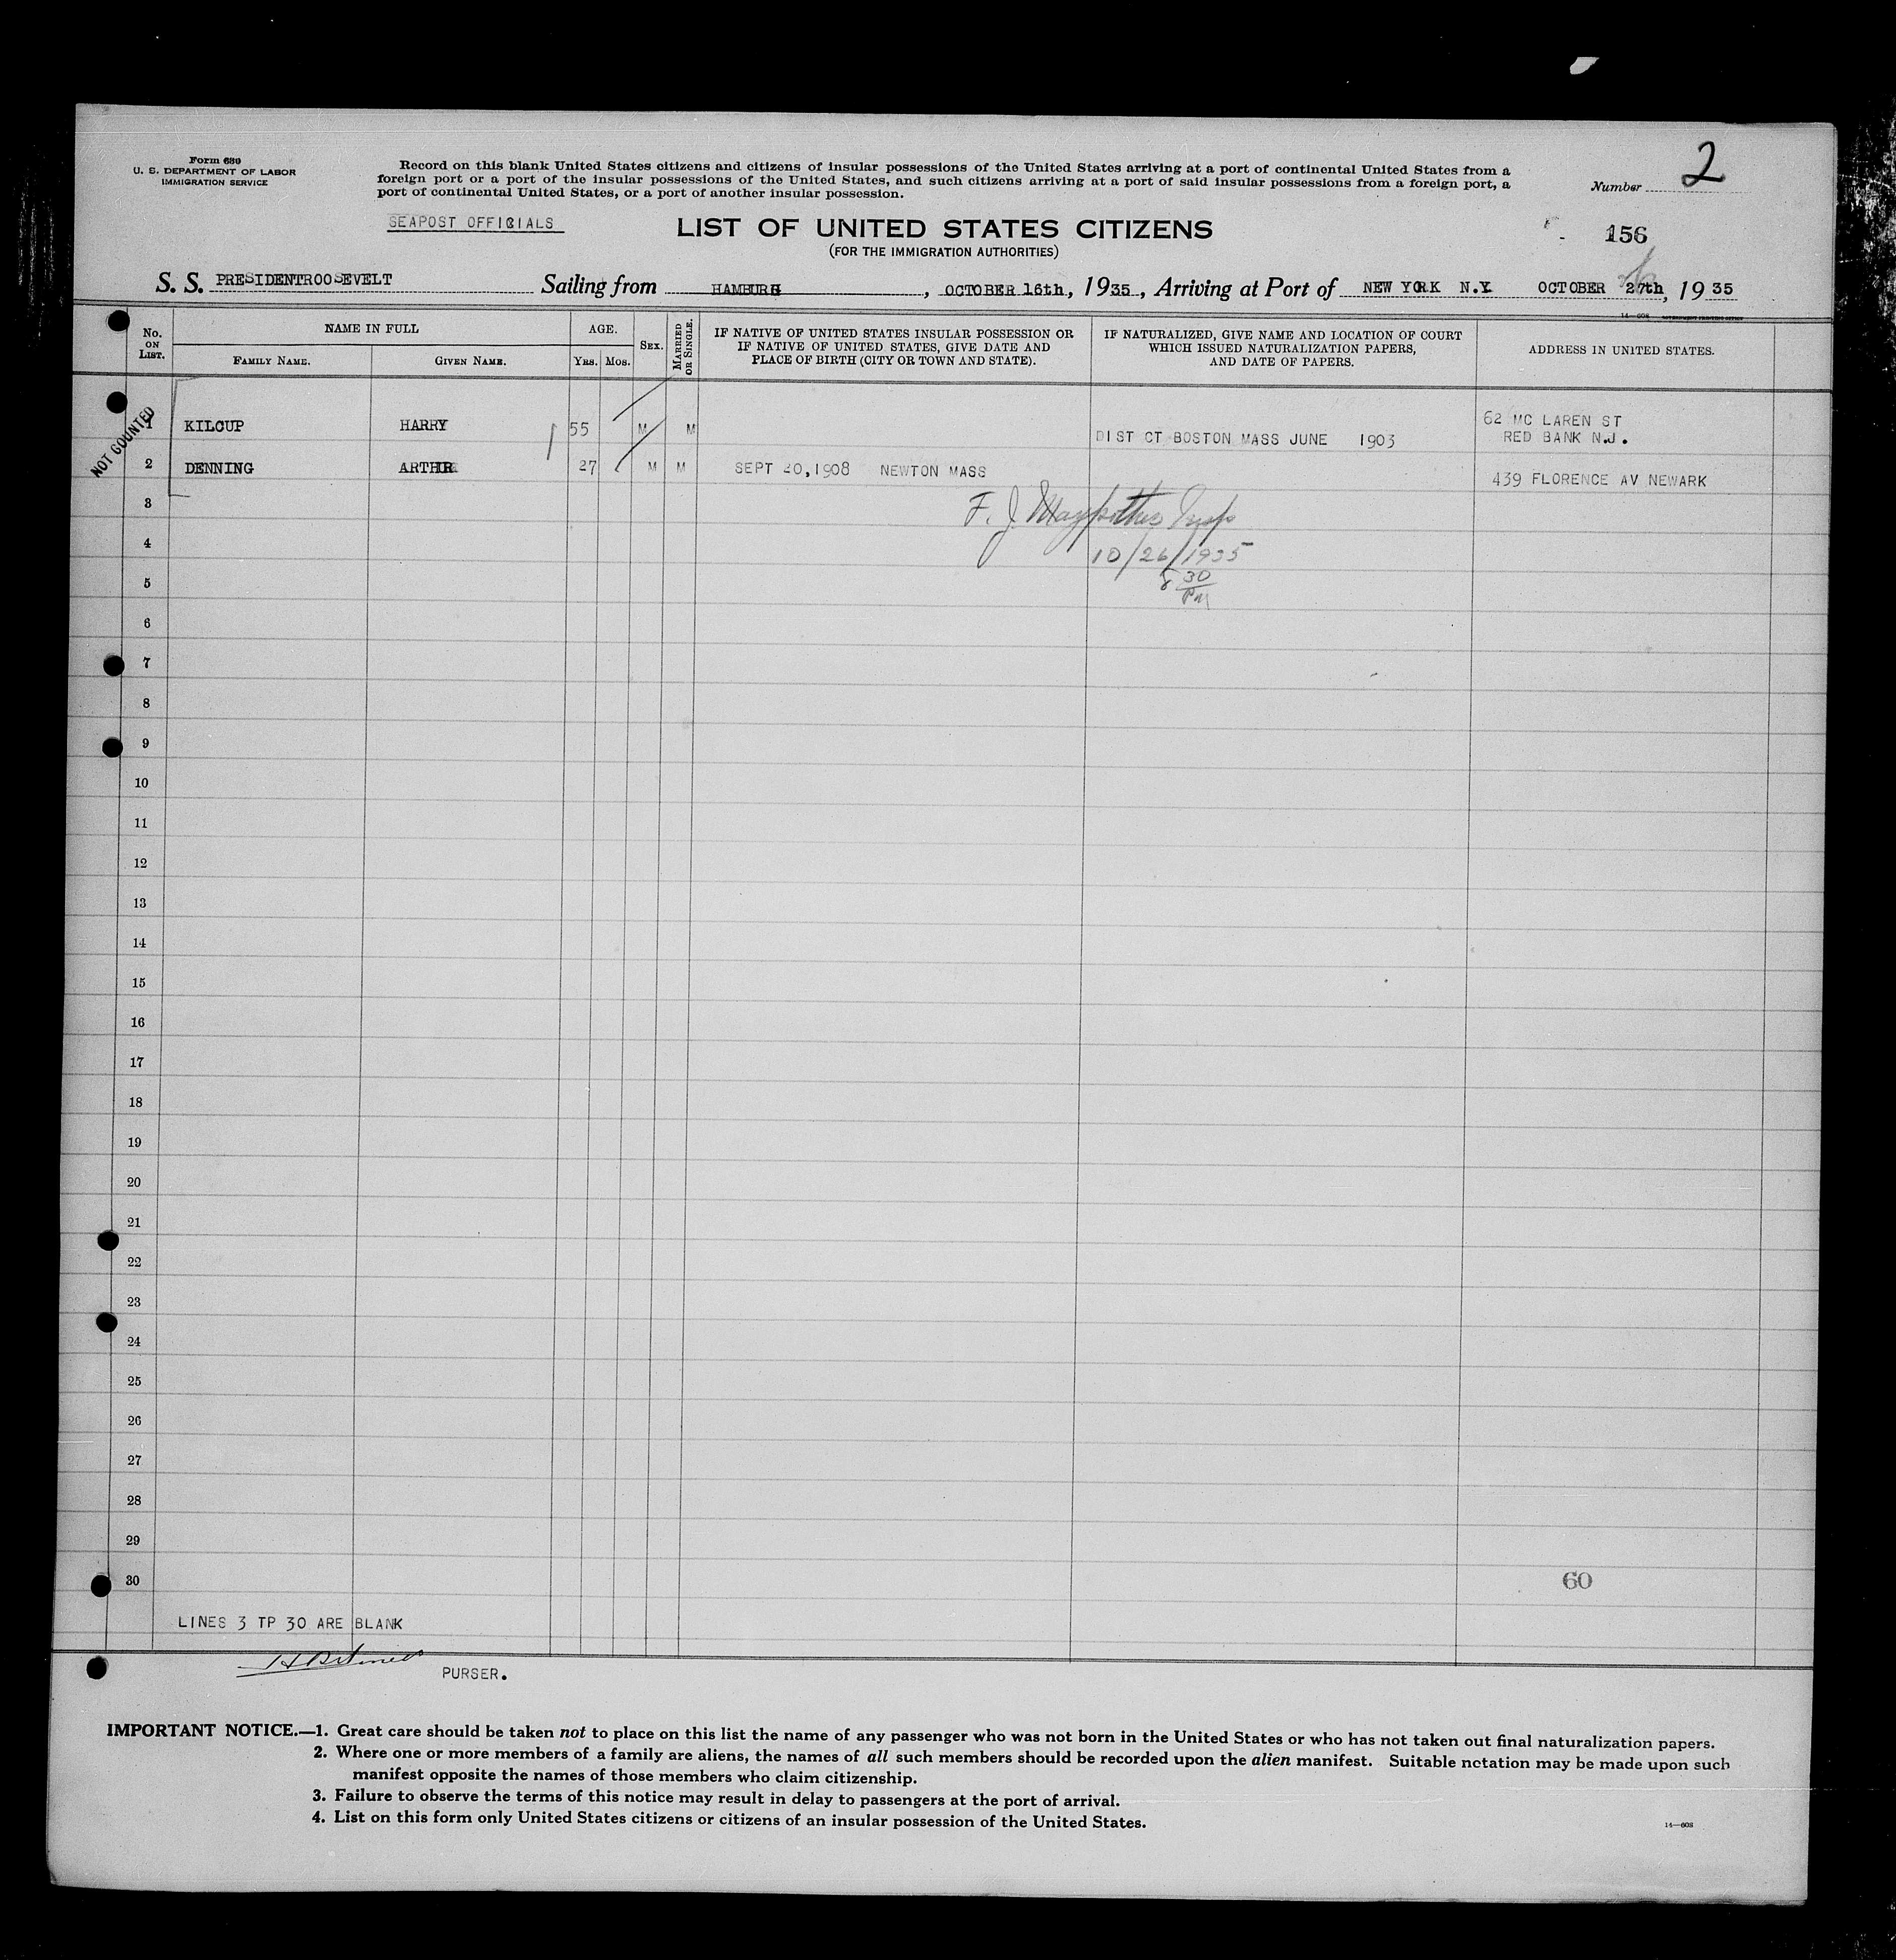 Form 630
U. S. DEPARTMENT OF LABOR
IMMIGRATION SERVICE
Record on this blank United States citizens and citizens of insular possessions of the United States arriving at a port of continental United States from a
foreign port or a port of the insular possessions of the United States, and such citizens arriving at a port of said insular possessions from a foreign port, a
port of continental United States, or a port of another insular possession.
Number 2
SEAPOST OFFICIALS
LIST OF UNITED STATES CITIZENS
(FOR THE IMMIGRATION AUTHORITIES)
156
S. S. PRESIDENTROOSEVELT Sailing from HAMBURG, OCTOBER 16th, 1935, Arriving at Port of NEW YORK N.Y. OCTOBER 27th, 1935
No. ON LIST.
NAME IN FULL
FAMILY NAME. GIVEN NAME.
AGE.
YRS. MOS.
SEX.
MARRIED OR SINGLE.
IF NATIVE OF UNITED STATES INSULAR POSSESSION OR
IF NATIVE OF UNITED STATES, GIVE DATE AND
PLACE OF BIRTH (CITY OR TOWN AND STATE).
IF NATURALIZED, GIVE NAME AND LOCATION OF COURT
WHICH ISSUED NATURALIZATION PAPERS,
AND DATE OF PAPERS.
ADDRESS IN UNITED STATES.
NOT COUNTED
1 KILCUP HARRY 55 M M DIST CT BOSTON MASS JUNE 1903 62 MC LAREN ST
RED BANK N.J.
2 DENNING ARTHUR 27 M M SEPT 20,1908 NEWTON MASS 439 FLORENCE AV NEWARK
F. J.
10/26/1935
8 30
PM
3
4
5
6
7
8
9
10
11
12
13
14
15
16
17
18
19
20
21
22
23
24
25
26
27
28
29
30
60
LINES 3 TP 30 ARE BLANK
PURSER.
IMPORTANT NOTICE.—1. Great care should be taken not to place on this list the name of any passenger who was not born in the United States or who has not taken out final naturalization papers.
2. Where one or more members of a family are aliens, the names of all such members should be recorded upon the alien manifest. Suitable notation may be made upon such
manifest opposite the names of those members who claim citizenship.
3. Failure to observe the terms of this notice may result in delay to passengers at the port of arrival.
4. List on this form only United States citizens or citizens of an insular possession of the United States.
14—608